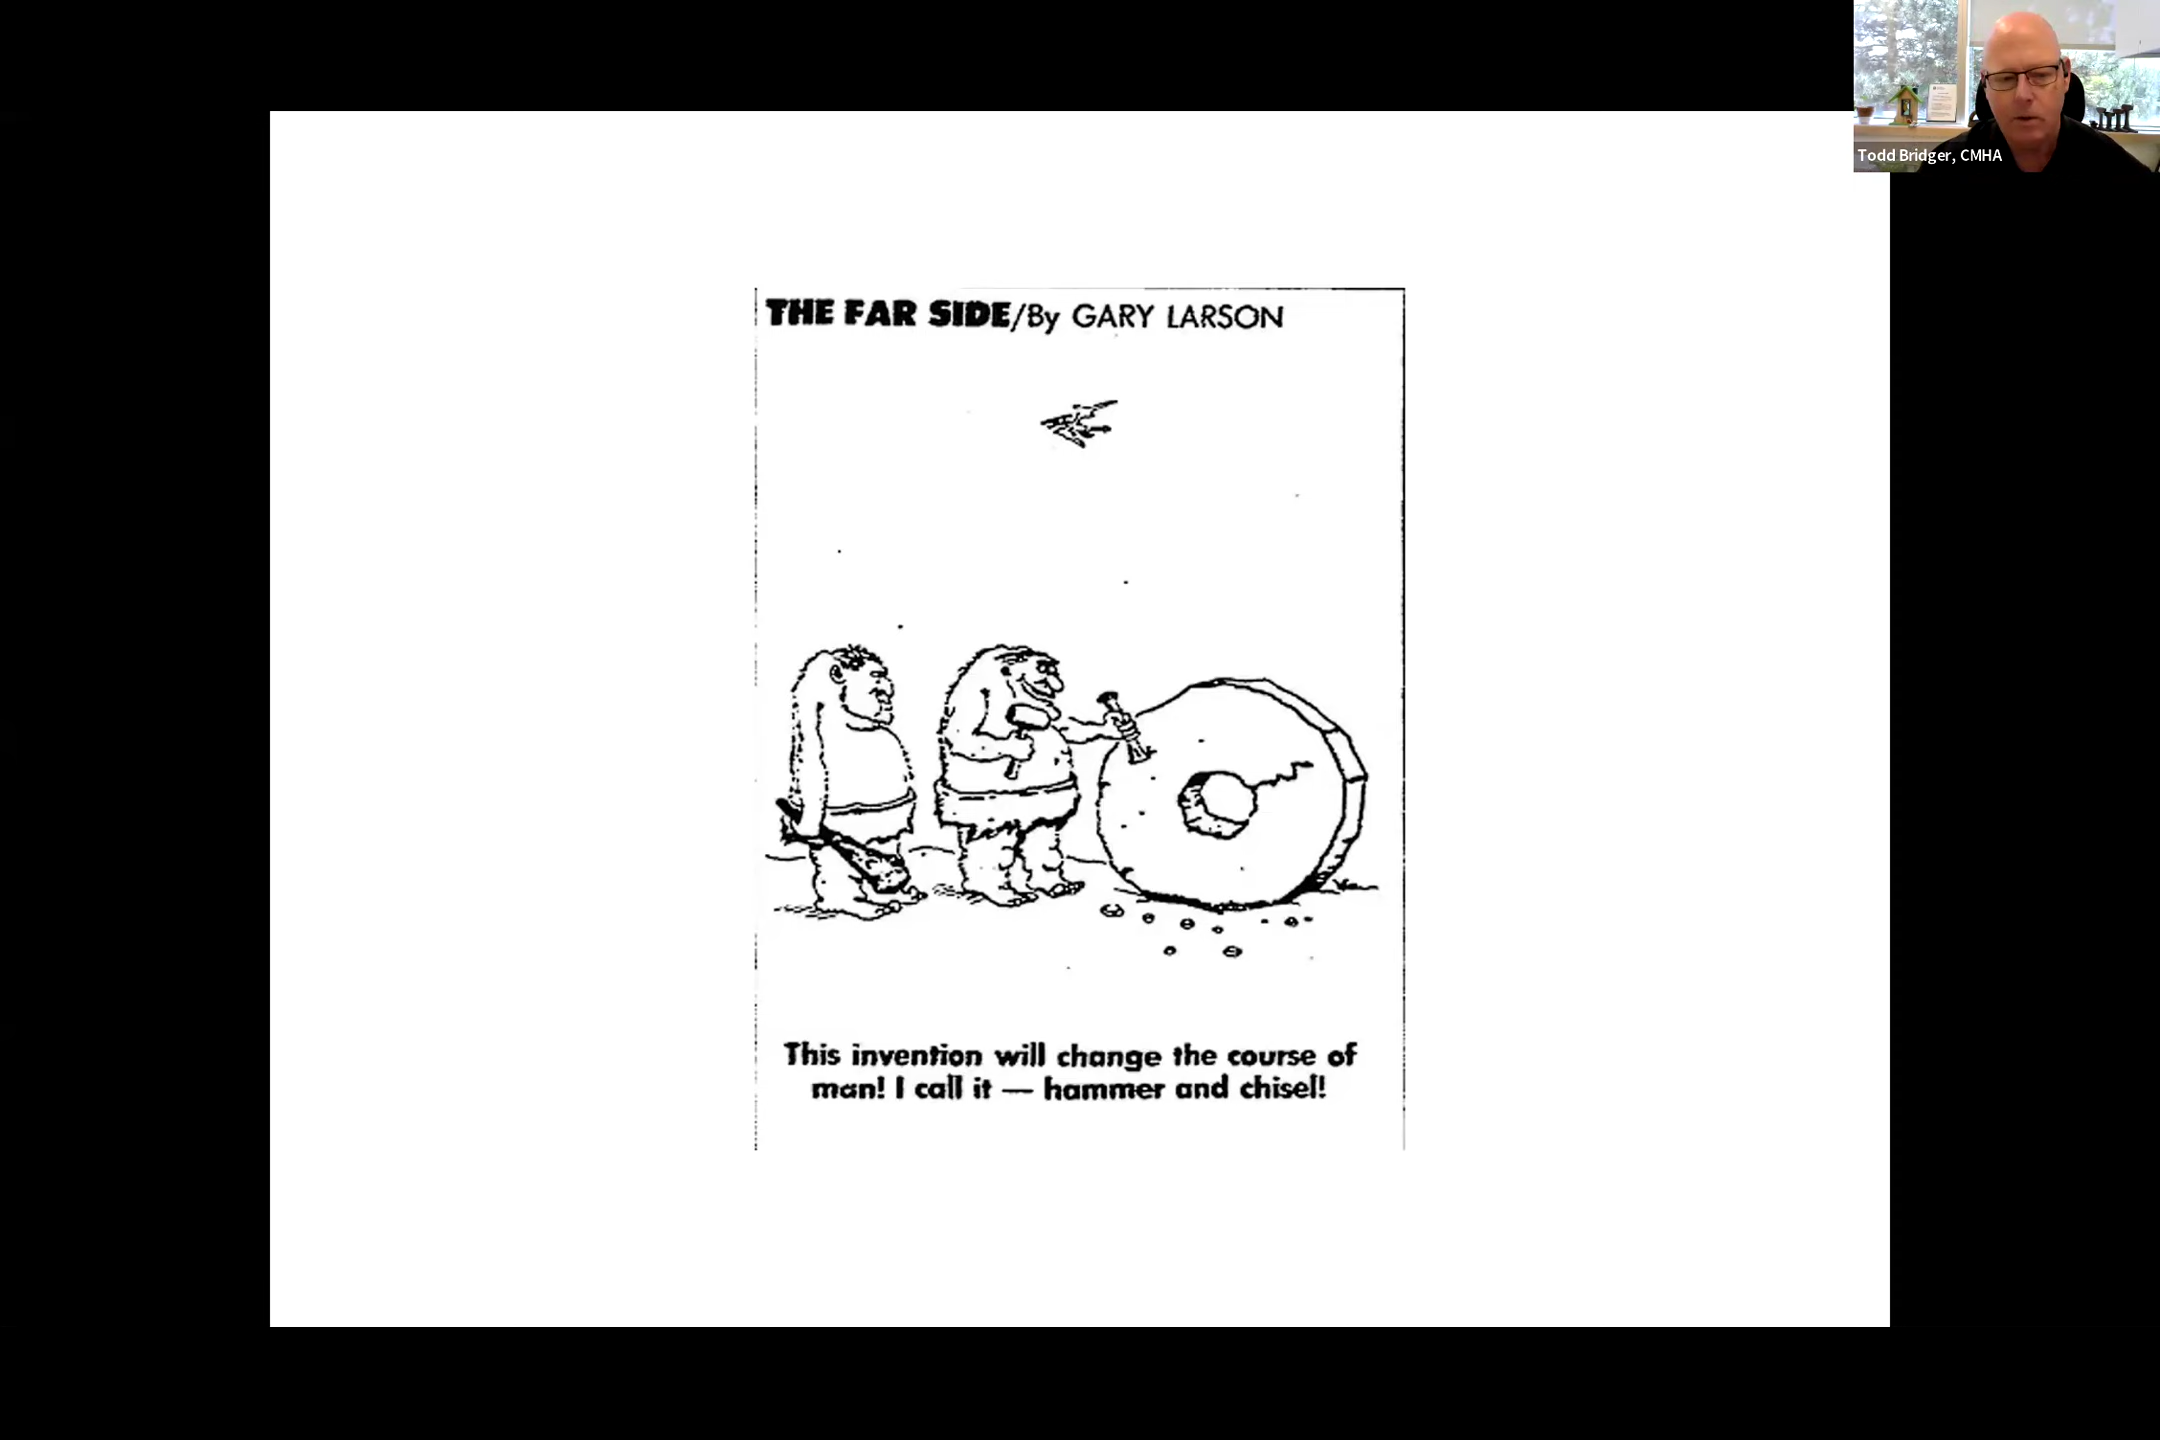 Todd Bridger, CMHA
THE FAR SIDE/By GARY LARSON
This invention will change the course of
man! I call it — hammer and chisel!